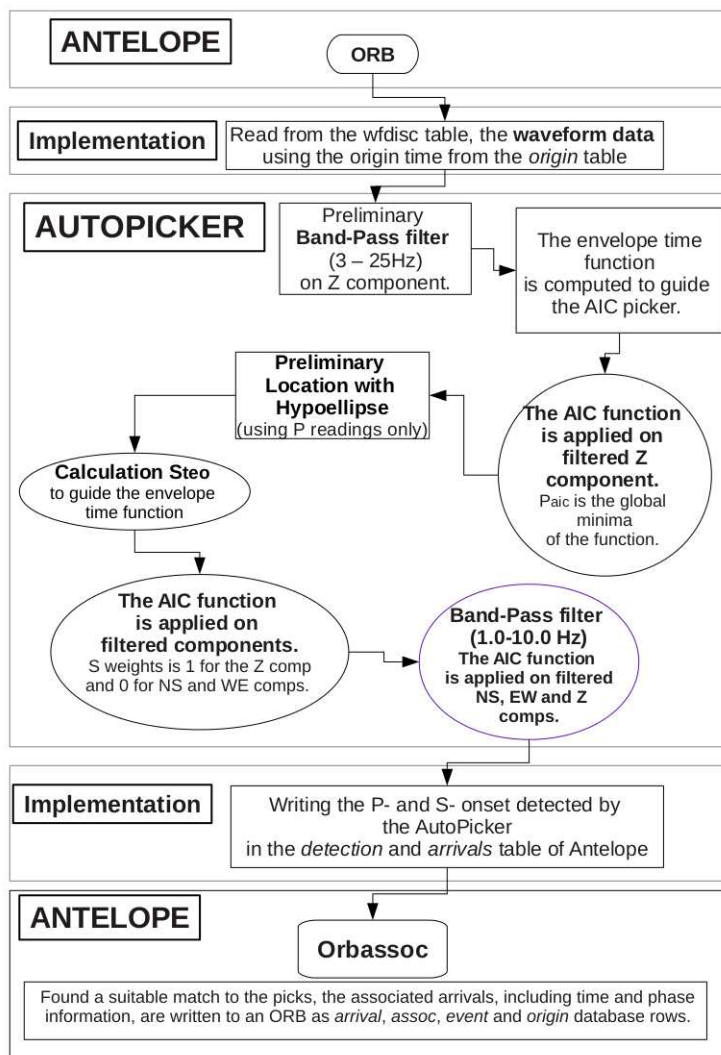 ANTELOPE
ORB
Implementation
Read from the wfdisc table, the waveform data
using the origin time from the origin table
AUTOPICKER
Preliminary
Band-Pass filter
(3 – 25Hz)
on Z component.
The envelope time
function
is computed to guide
the AIC picker.
Preliminary
Location with
Hypoellipse
(using P readings only)
The AIC function
is applied on
filtered Z
component.
Paic is the global
minima
of the function.
Calculation Steo
to guide the envelope
time function
The AIC function
is applied on
filtered components.
S weights is 1 for the Z comp
and 0 for NS and WE comps.
Band-Pass filter
(1.0-10.0 Hz)
The AIC function
is applied on filtered
NS, EW and Z
comps.
Implementation
Writing the P- and S- onset detected by
the AutoPicker
in the detection and arrivals table of Antelope
ANTELOPE
Orbassoc
Found a suitable match to the picks, the associated arrivals, including time and phase
information, are written to an ORB as arrival, assoc, event and origin database rows.